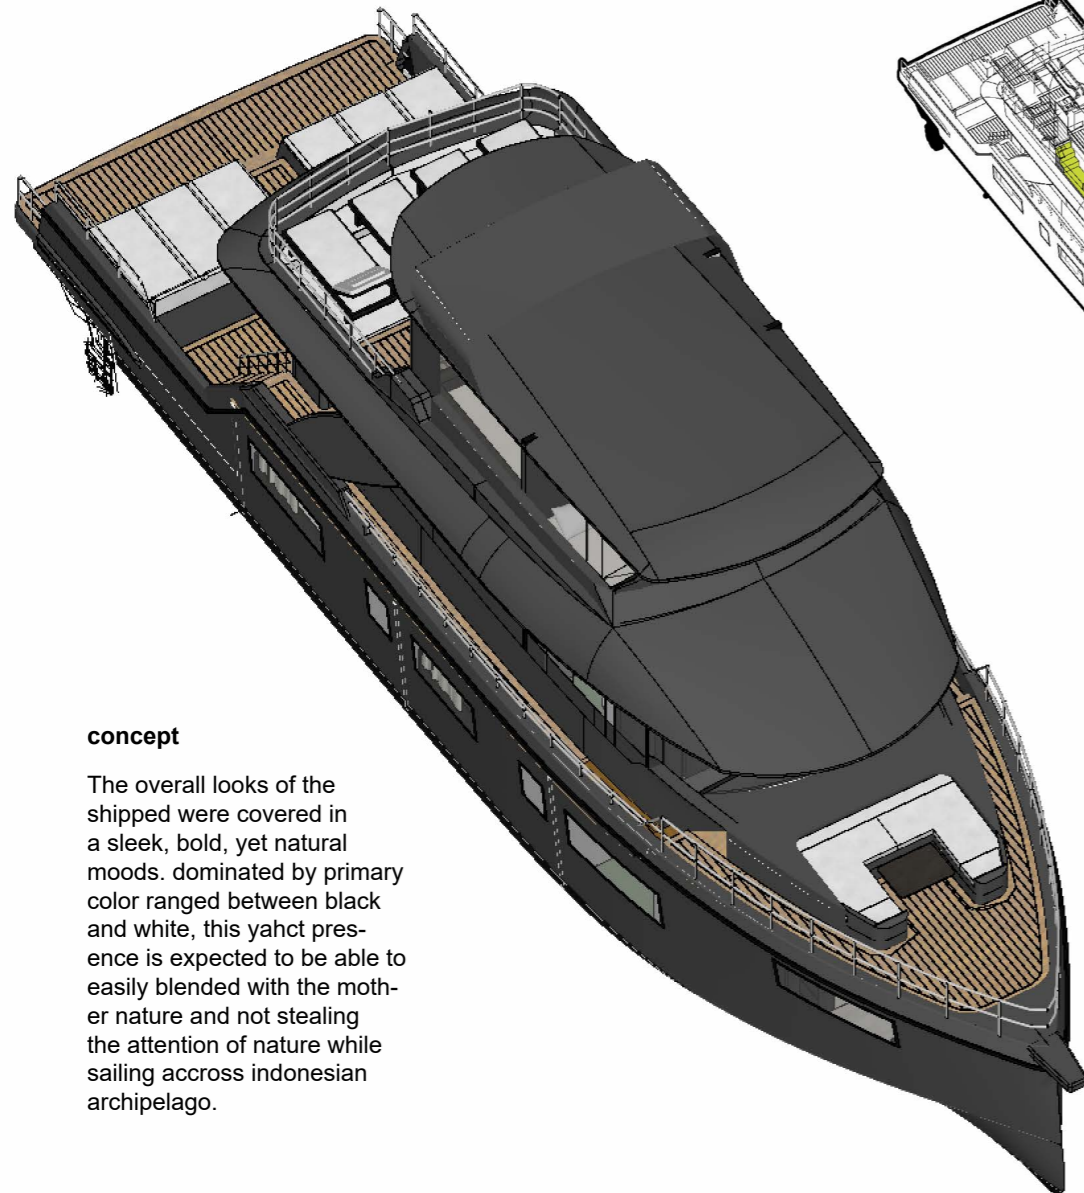 concept
The overall looks of the
shipped were covered in
a sleek, bold, yet natural
moods. dominated by primary
color ranged between black
and white, this yahct pres-
ence is expected to be able to
easily blended with the moth-
er nature and not stealing
the attention of nature while
sailing accross indonesian
archipelago.